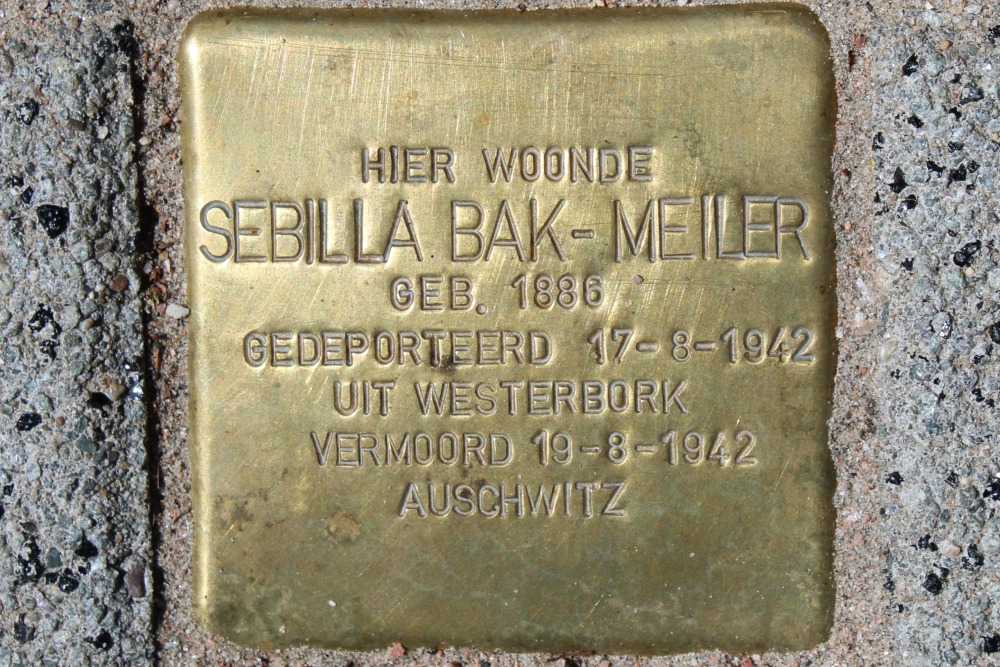 HIER WOONDE
SEBILLA BAK-MEILER
GEB. 1886
GEDEPORTEERD 17-8-1942
UIT WESTERBORK
VERMOORD 19-8-1942
AUSCHWITZ